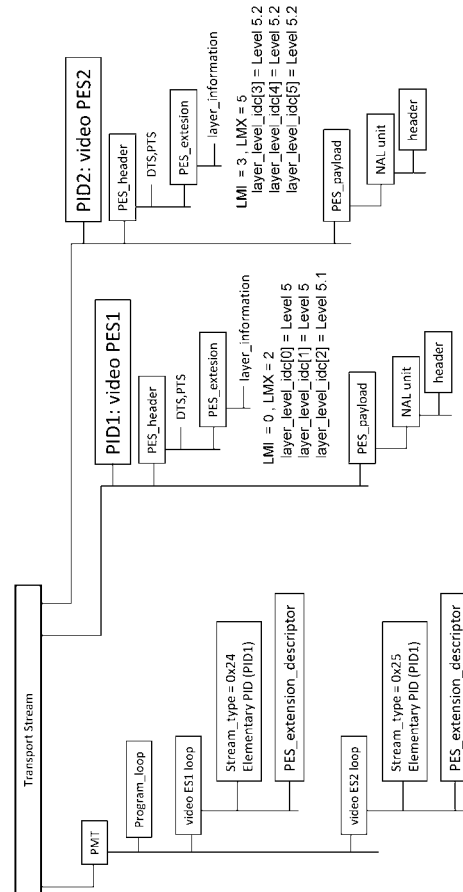 Transport Stream
PMT
Program_loop
video ES1 loop
Stream_type = 0x24
Elementary PID (PID1)
PES_extension_descriptor
video ES2 loop
Stream_type = 0x25
Elementary PID (PID1)
PES_extension_descriptor
PID1: video PES1
PES_header
DTS,PTS
PES_extesion
layer_information
LMI = 0 , LMX = 2
layer_level_idc[0] = Level 5
layer_level_idc[1] = Level 5
layer_level_idc[2] = Level 5.1
PES_payload
NAL unit
header
PID2: video PES2
PES_header
DTS,PTS
PES_extesion
layer_information
LMI = 3 , LMX = 5
layer_level_idc[3] = Level 5.2
layer_level_idc[4] = Level 5.2
layer_level_idc[5] = Level 5.2
PES_payload
NAL unit
header